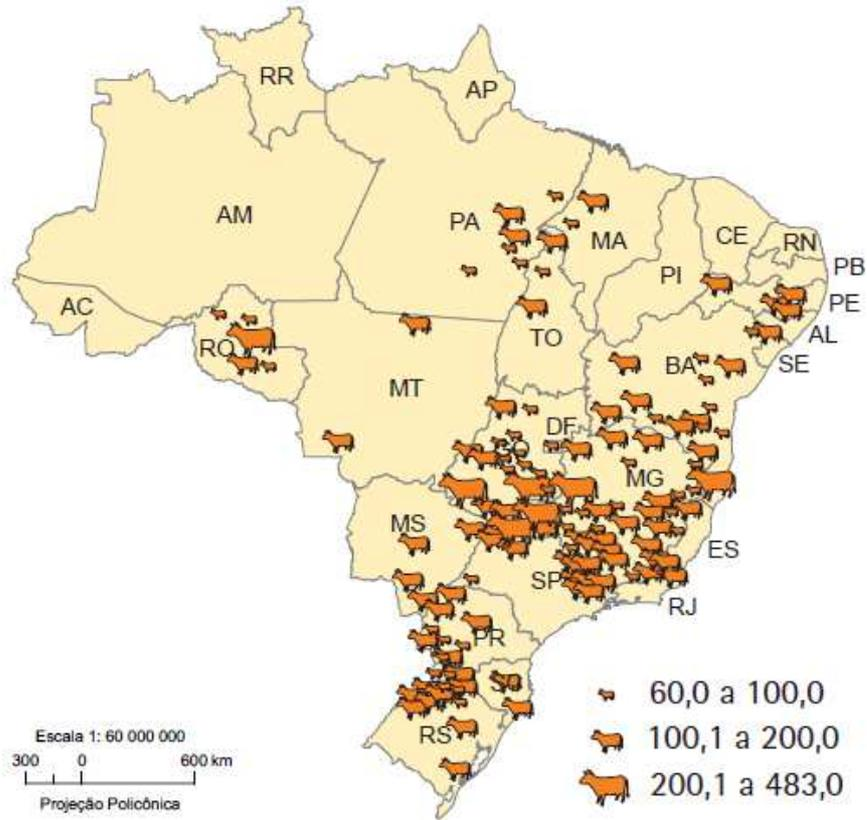 RR
AP
AM
PA
MA
CE
RN
PB
PE
AL
SE
PI
AC
RO
TO
BA
MT
DF
GO
MG
MS
ES
SP
RJ
PR
RS
60,0 a 100,0
100,1 a 200,0
200,1 a 483,0
Escala 1: 60 000 000
300 0 600 km
Projeção Policônica